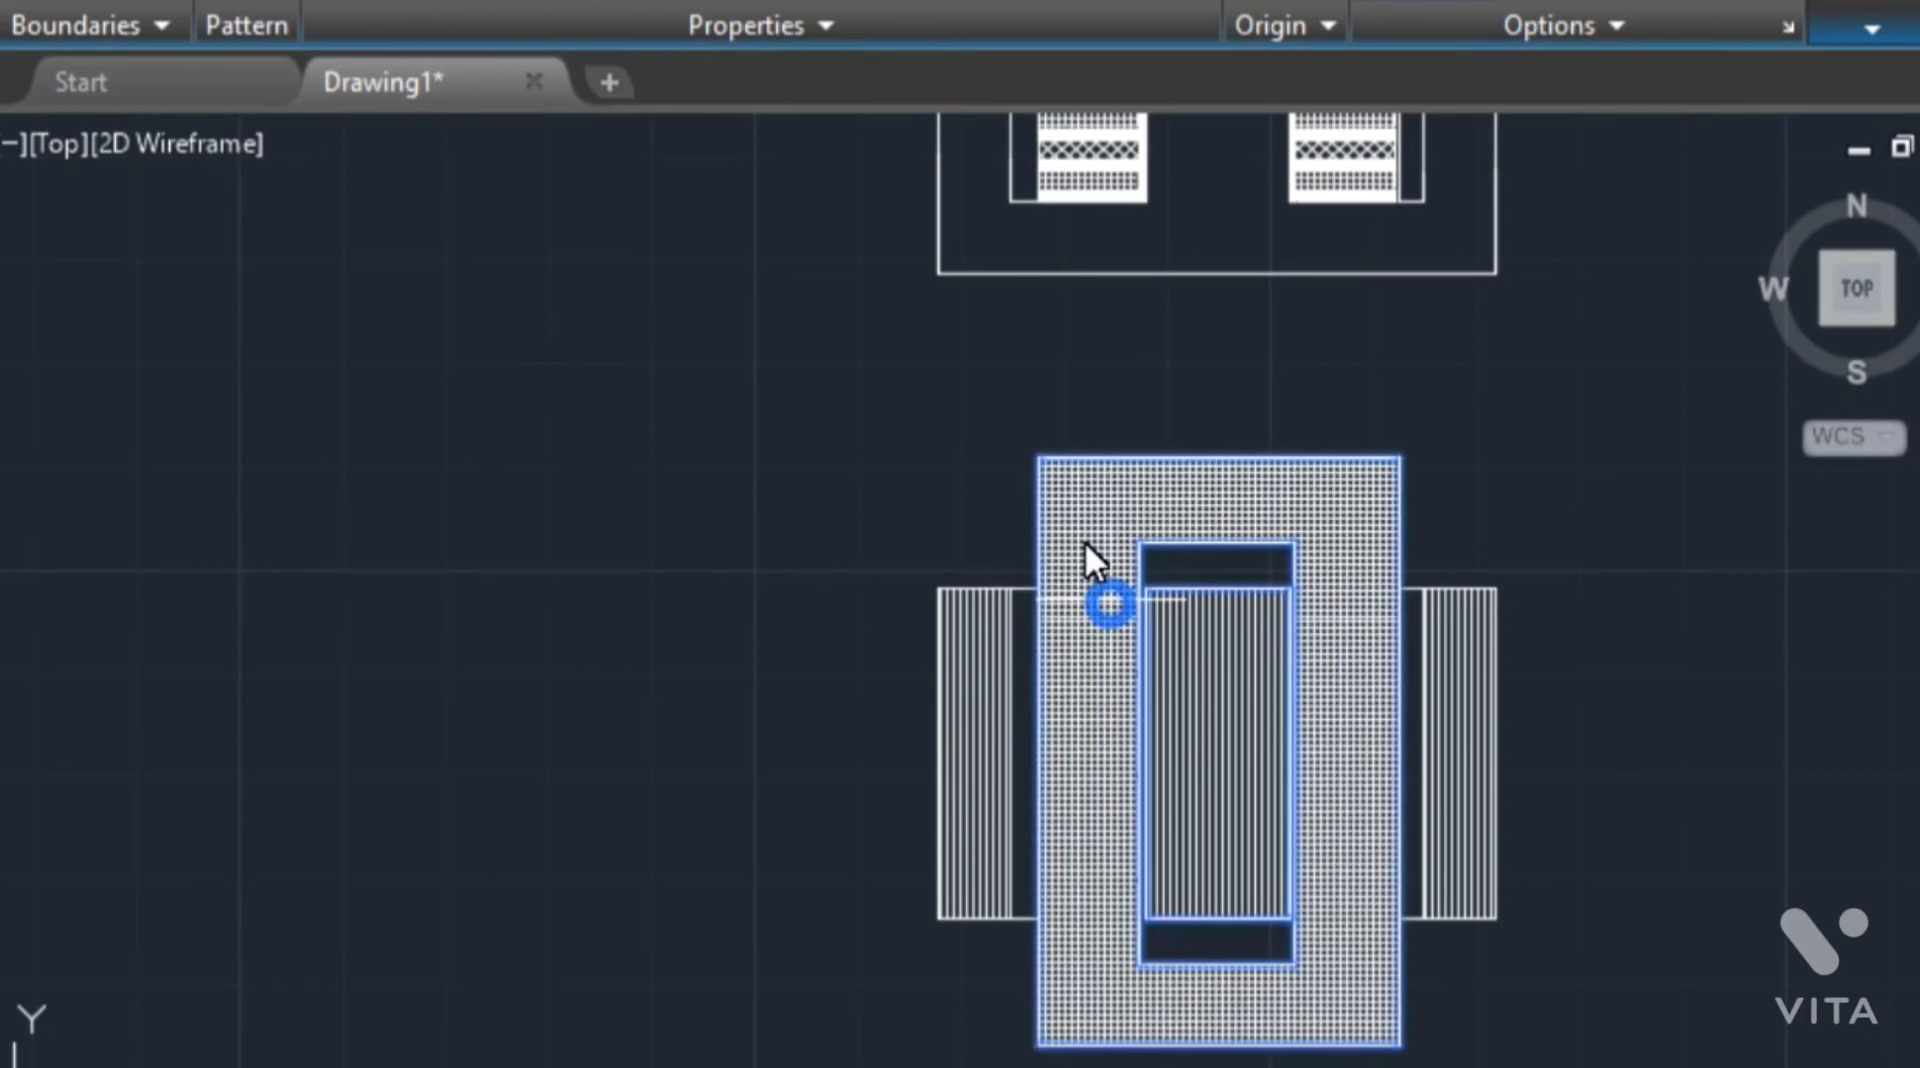 Boundaries Pattern Properties Origin Options
Start Drawing1*
[Top][2D Wireframe]
N
W TOP
S
WCS
VITA
Y